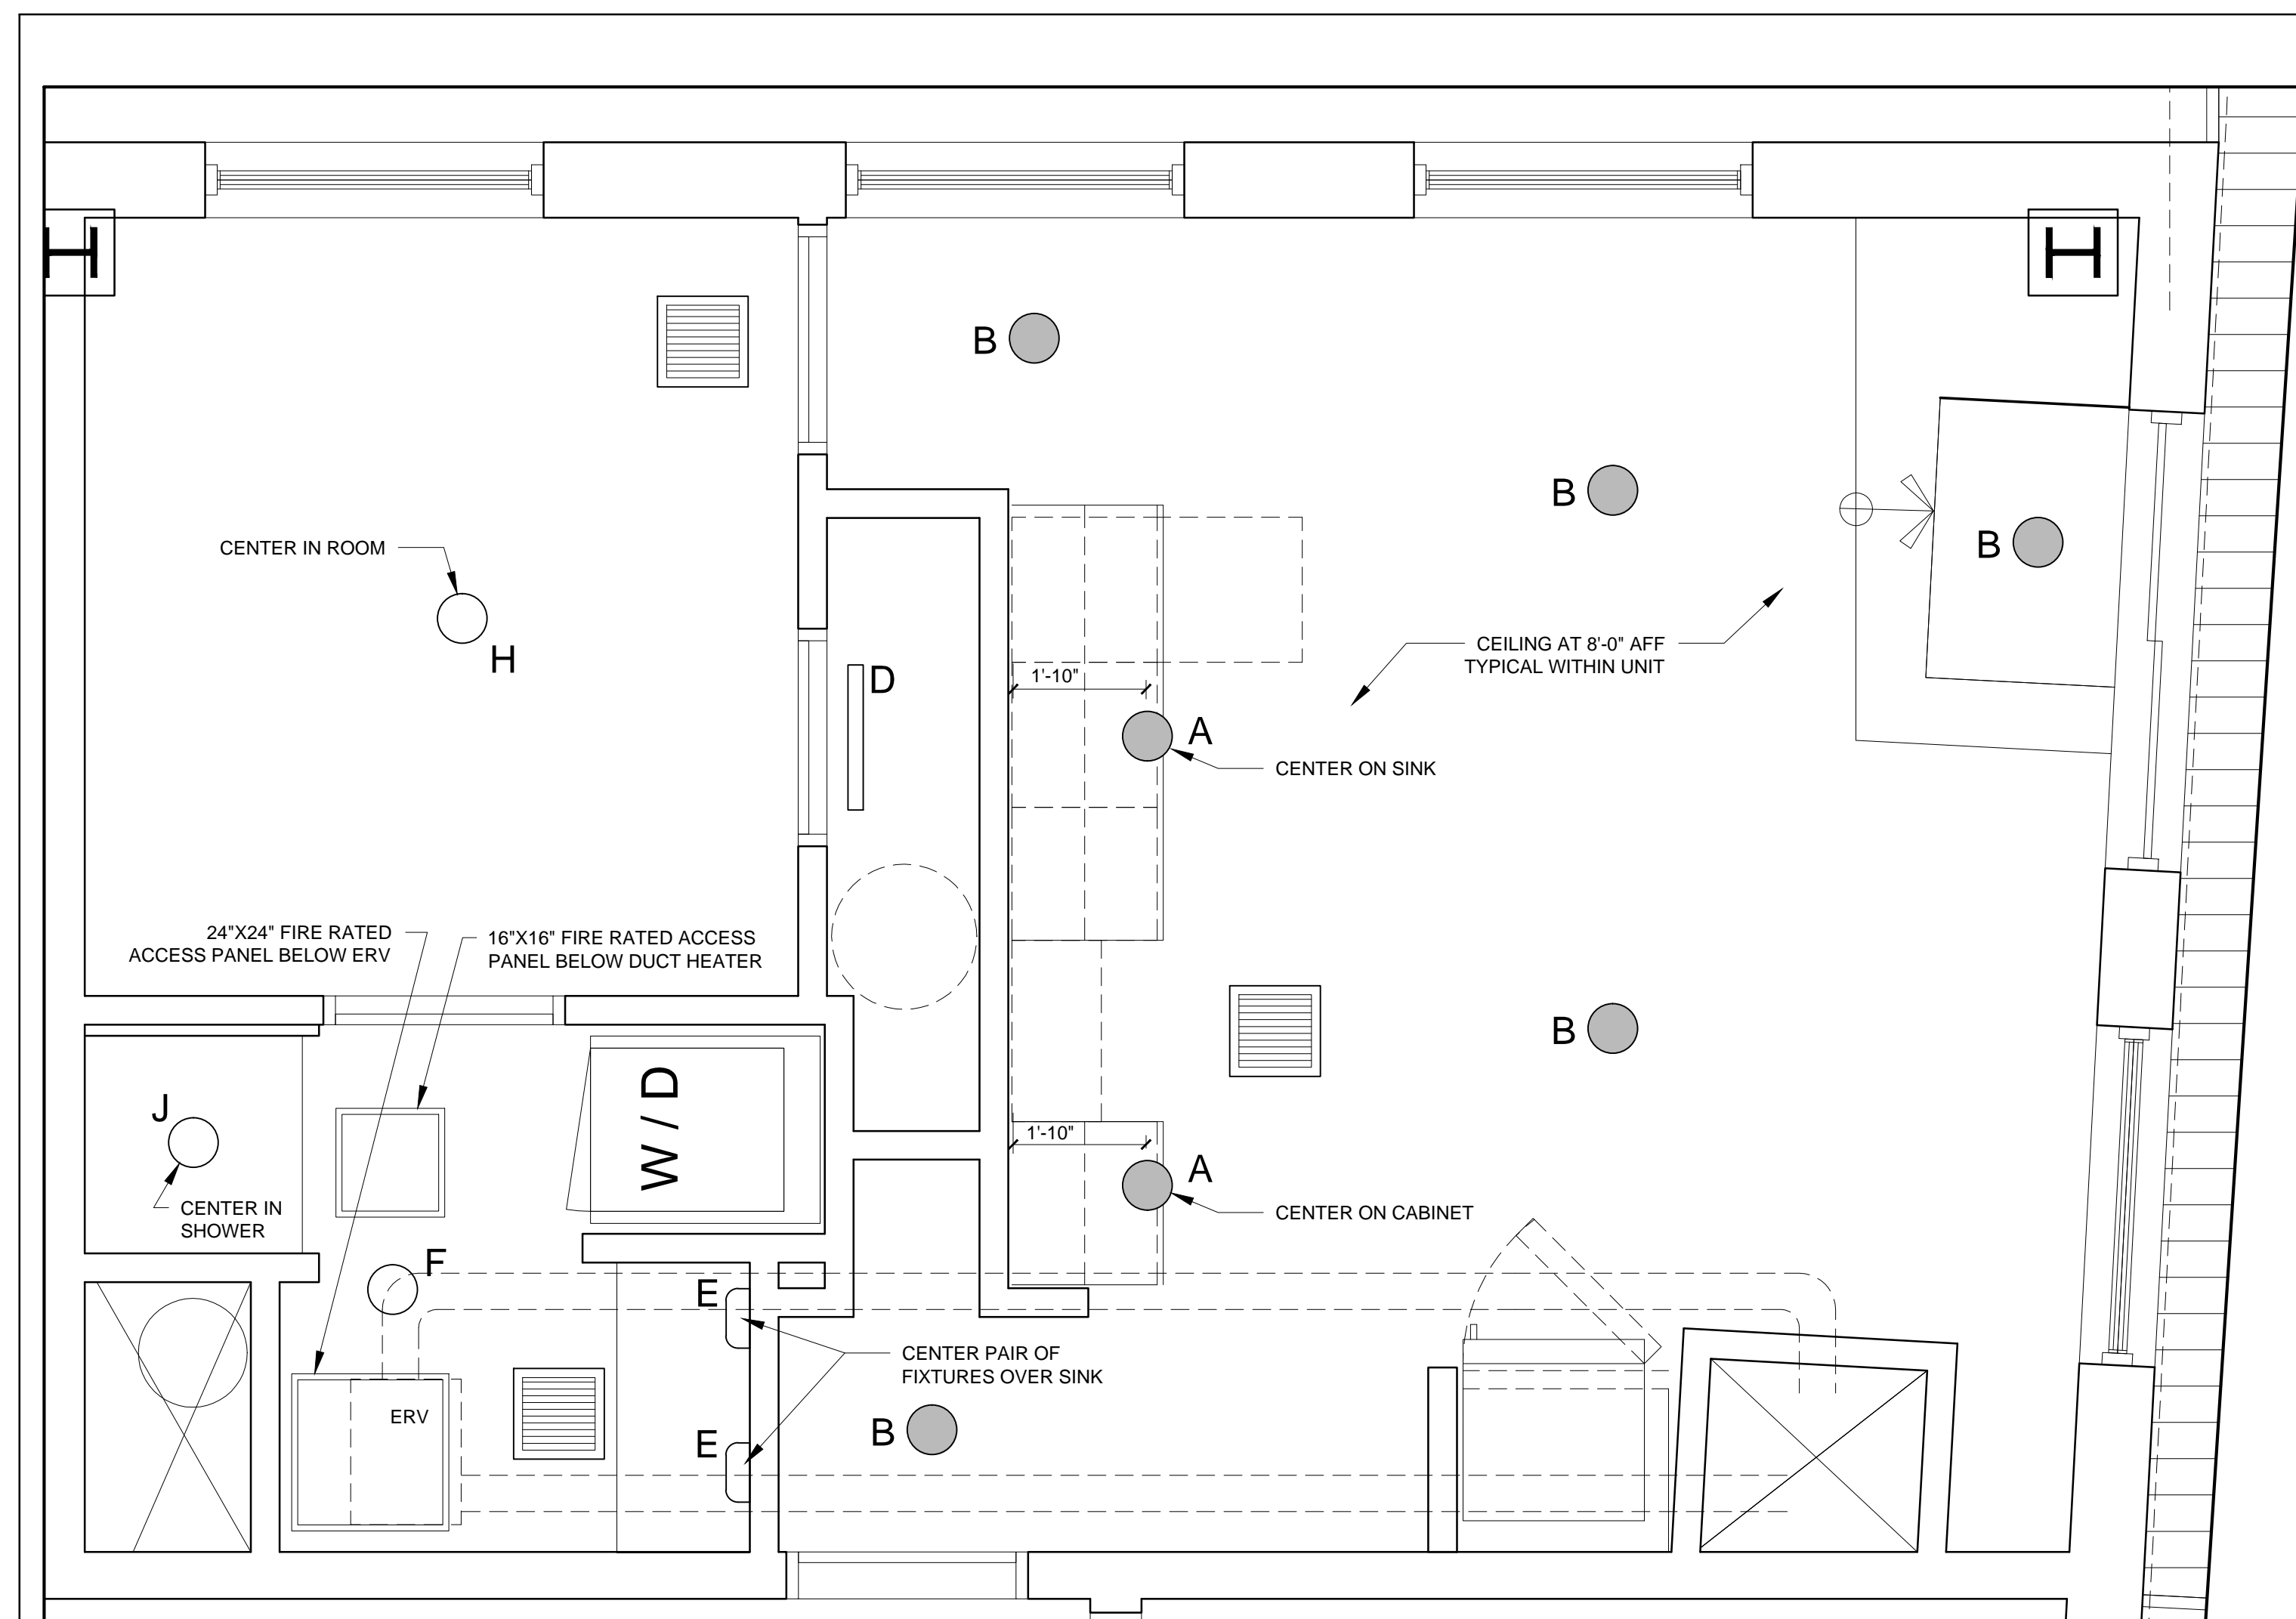 H
H
B
B
B
CENTER IN ROOM
H
D
CEILING AT 8'-0" AFF
TYPICAL WITHIN UNIT
1'-10"
A
CENTER ON SINK
24"X24" FIRE RATED
ACCESS PANEL BELOW ERV
16"X16" FIRE RATED ACCESS
PANEL BELOW DUCT HEATER
B
J
W / D
1'-10"
A
CENTER IN
SHOWER
CENTER ON CABINET
F
E
CENTER PAIR OF
FIXTURES OVER SINK
ERV
B
E